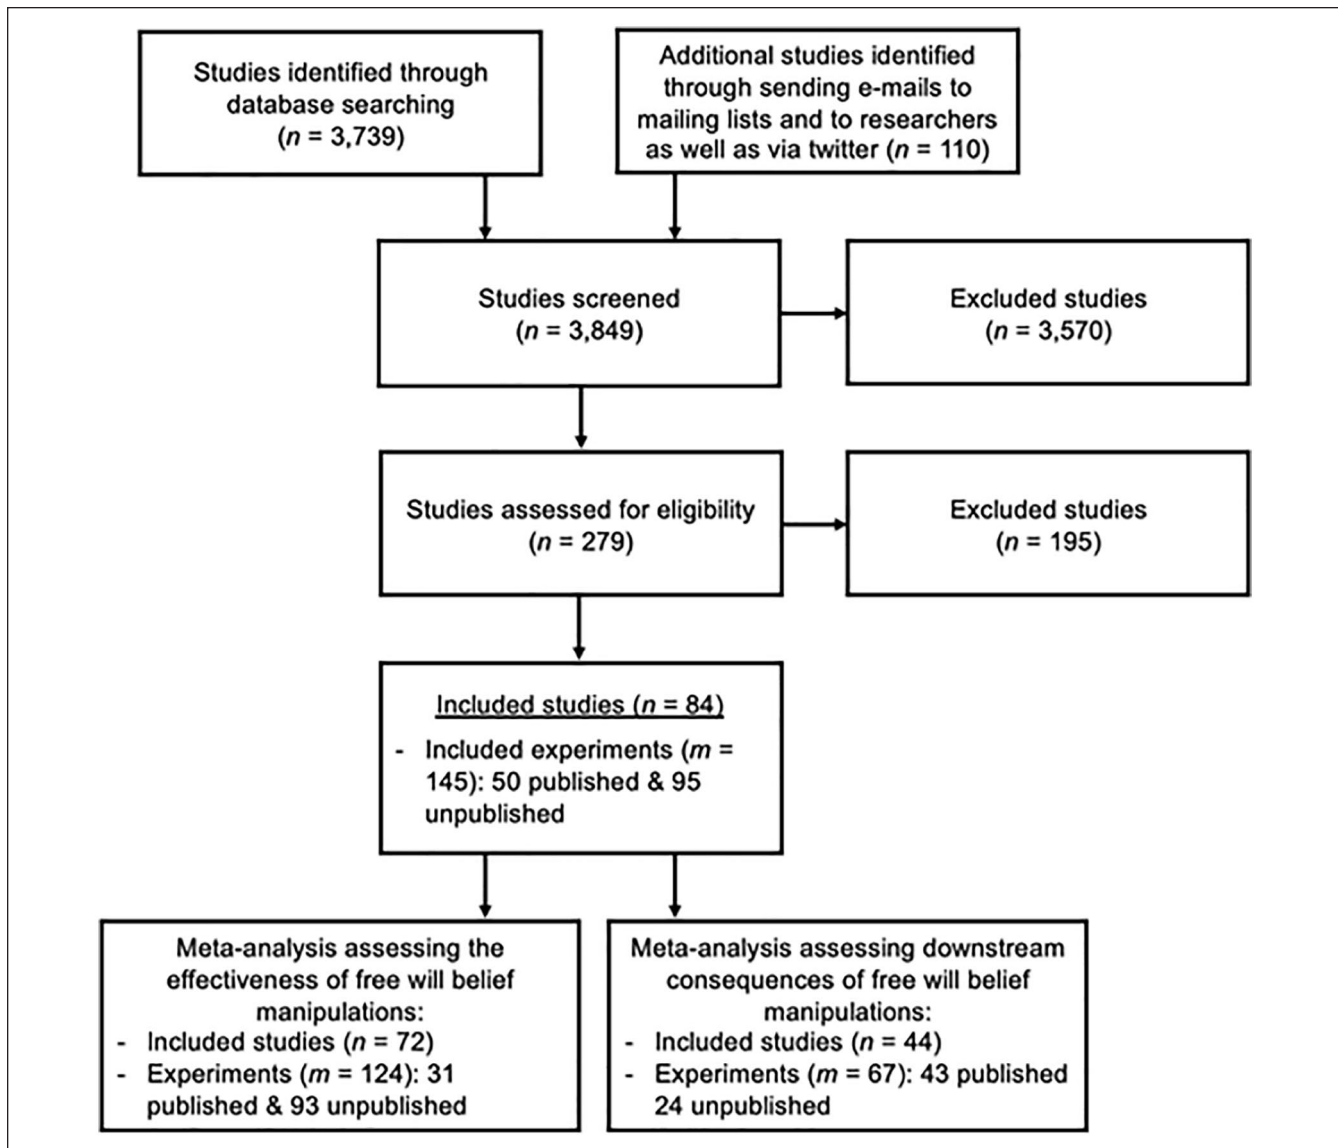 Studies identified through
database searching
(n = 3,739)
Additional studies identified
through sending e-mails to
mailing lists and to researchers
as well as via twitter (n = 110)
Studies screened
(n = 3,849)
Excluded studies
(n = 3,570)
Studies assessed for eligibility
(n = 279)
Excluded studies
(n = 195)
Included studies (n = 84)
- Included experiments (m =
145): 50 published & 95
unpublished
Meta-analysis assessing the
effectiveness of free will belief
manipulations:
- Included studies (n = 72)
- Experiments (m = 124): 31
published & 93 unpublished
Meta-analysis assessing downstream
consequences of free will belief
manipulations:
- Included studies (n = 44)
- Experiments (m = 67): 43 published
24 unpublished